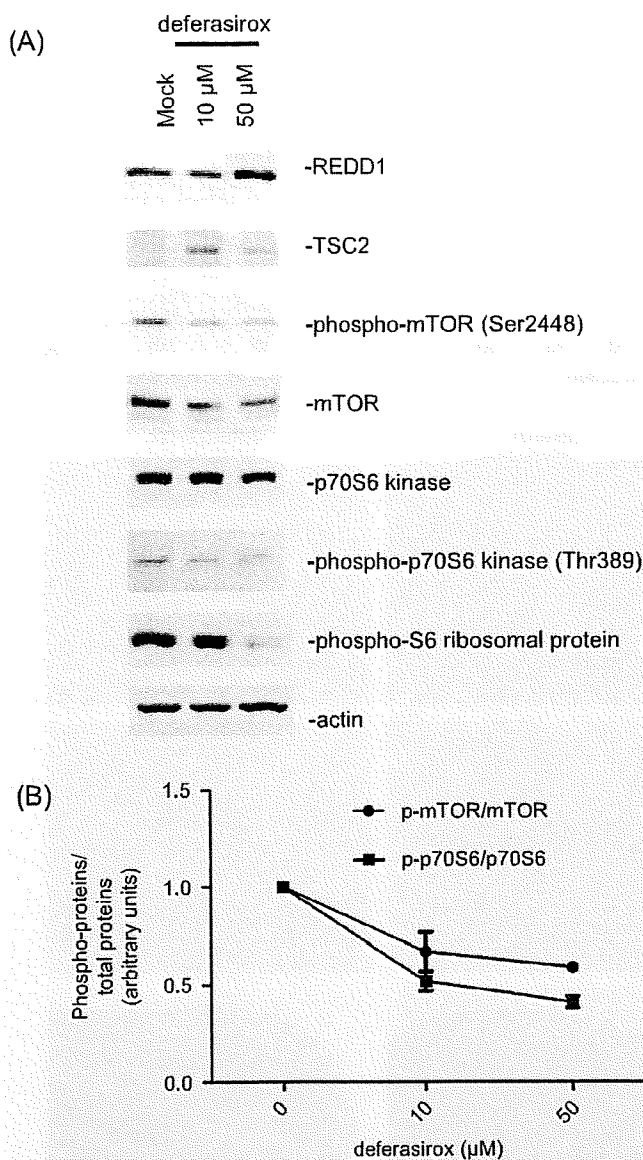 (A)
deferasirox
Mock
10 µM
50 µM
-REDD1
-TSC2
-phospho-mTOR (Ser2448)
-mTOR
-p70S6 kinase
-phospho-p70S6 kinase (Thr389)
-phospho-S6 ribosomal protein
-actin
(B)
Phospho-proteins/
total proteins
(arbitrary units)
1.5
1.0
0.5
0.0
p-mTOR/mTOR
p-p70S6/p70S6
0
10
50
deferasirox (µM)